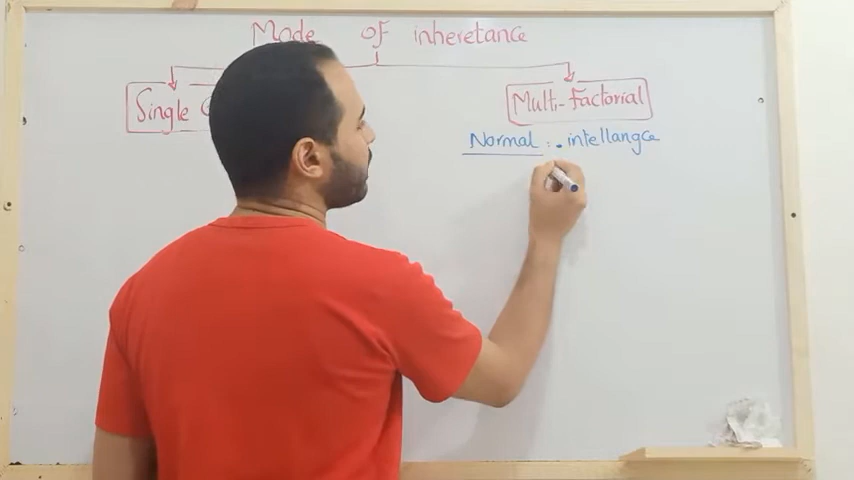 Mode of inheretance
Single
Multi-Factorial
Normal : . intellangce